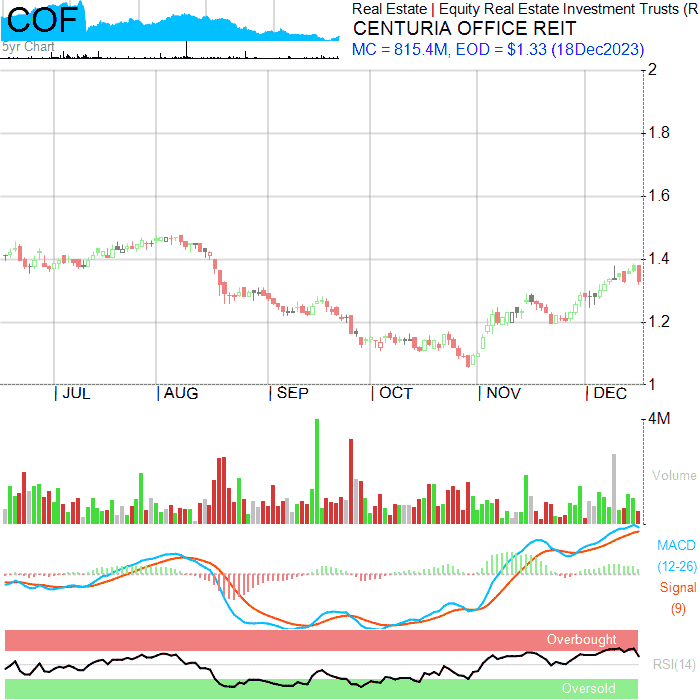 COF
5yr Chart
Real Estate | Equity Real Estate Investment Trusts (R
CENTURIA OFFICE REIT
MC = 815.4M, EOD = $1.33 (18Dec2023)
2
1.8
1.6
1.4
1.2
1
JUL AUG SEP OCT NOV DEC
4M
Volume
MACD
(12-26)
Signal
(9)
Overbought
RSI(14)
Oversold